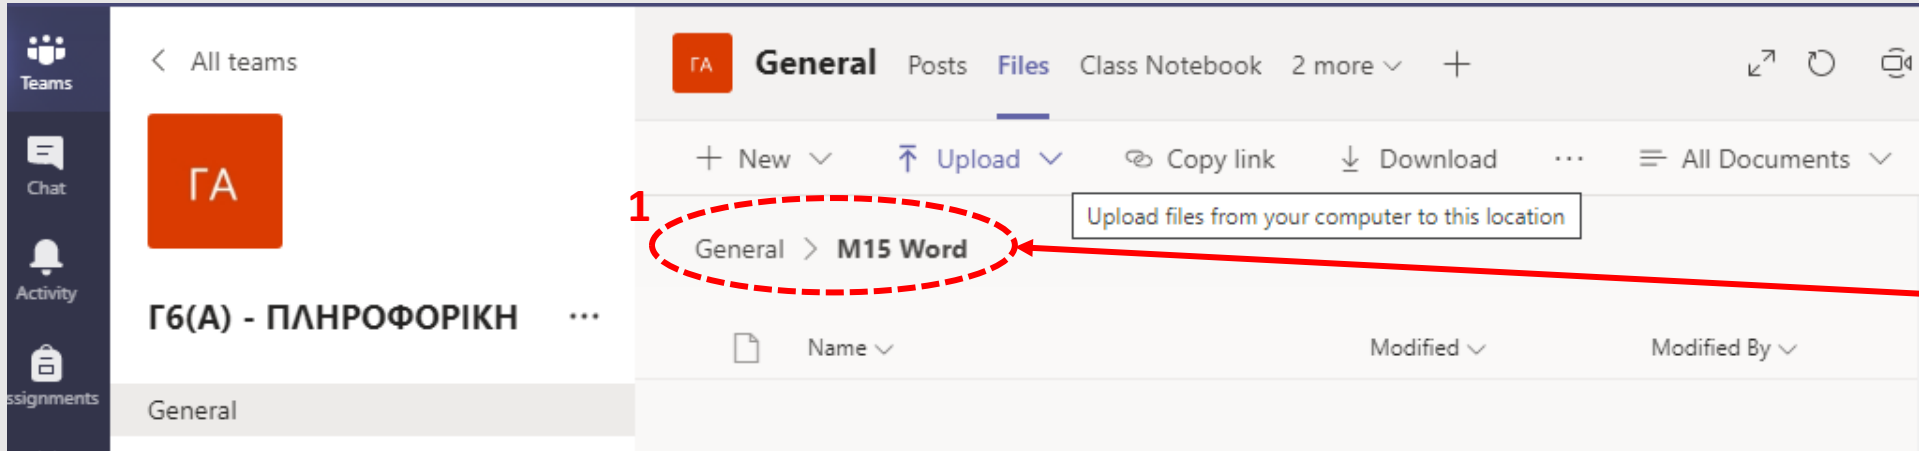 Teams
Chat
Activity
ssignments
All teams
ΓΑ
Γ6(Α) - ΠΛΗΡΟΦΟΡΙΚΗ ...
General
ΓΑ General Posts Files Class Notebook 2 more +
+ New Upload Copy link Download ... All Documents
Upload files from your computer to this location
1
General > M15 Word
Name Modified Modified By